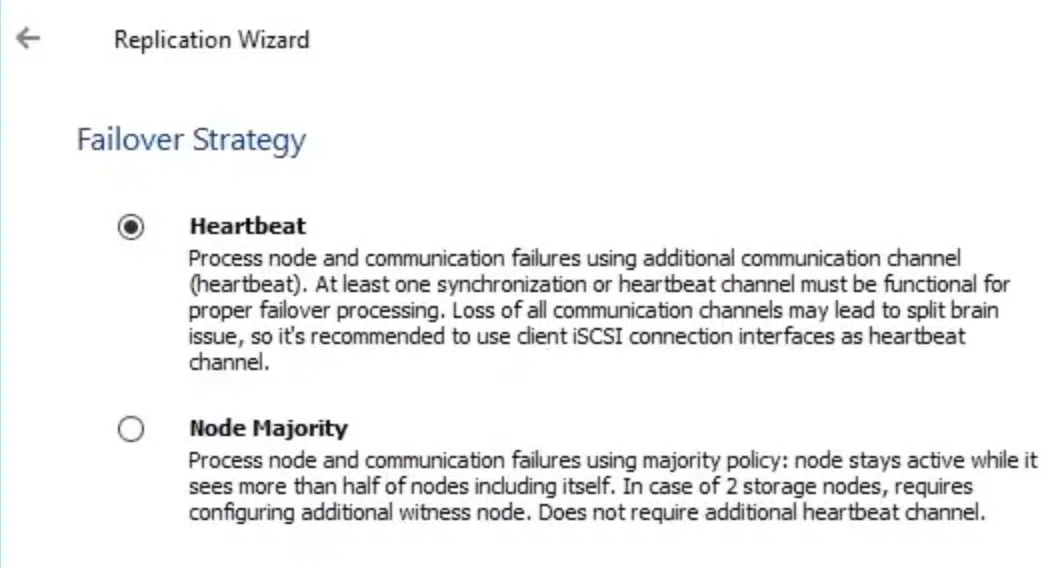 Replication Wizard
Failover Strategy
Heartbeat
Process node and communication failures using additional communication channel
(heartbeat). At least one synchronization or heartbeat channel must be functional for
proper failover processing. Loss of all communication channels may lead to split brain
issue, so it's recommended to use client iSCSI connection interfaces as heartbeat
channel.
Node Majority
Process node and communication failures using majority policy: node stays active while it
sees more than half of nodes including itself. In case of 2 storage nodes, requires
configuring additional witness node. Does not require additional heartbeat channel.